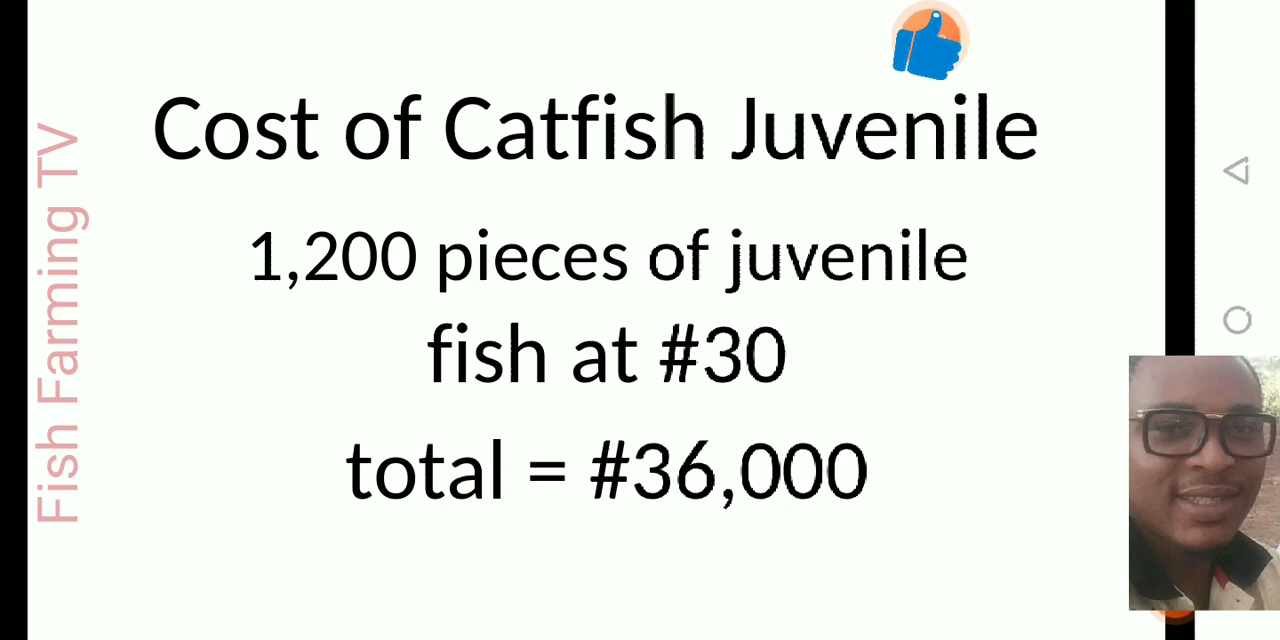 Cost of Catfish Juvenile
1,200 pieces of juvenile
fish at #30
total = #36,000
Fish Farming TV